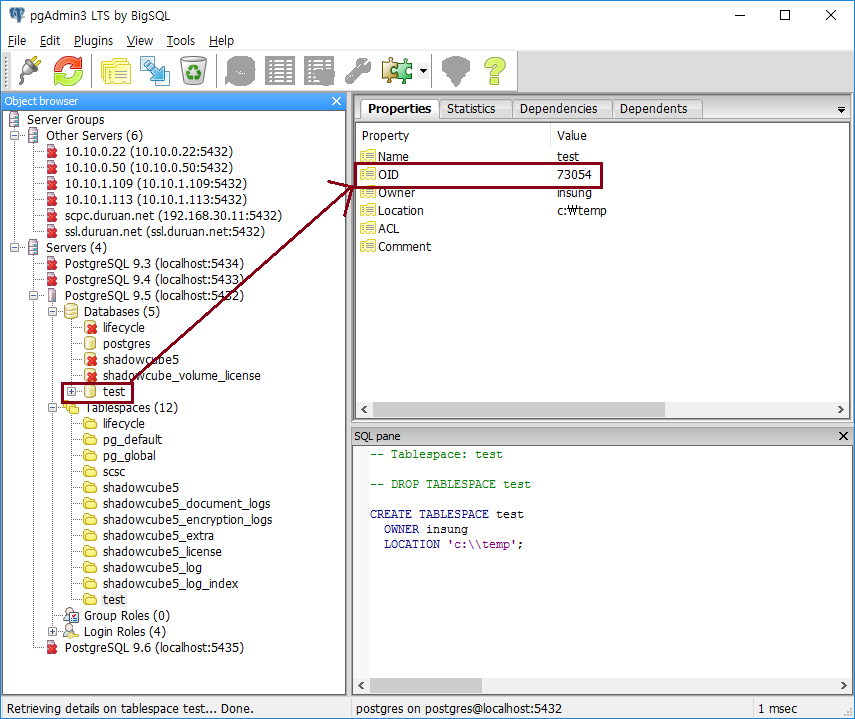 pgAdmin3 LTS by BigSQL
File Edit Plugins View Tools Help
Object browser
Server Groups
Other Servers (6)
10.10.0.22 (10.10.0.22:5432)
10.10.0.50 (10.10.0.50:5432)
10.10.1.109 (10.10.1.109:5432)
10.10.1.113 (10.10.1.113:5432)
scpc.duruan.net (192.168.30.11:5432)
ssl.duruan.net (ssl.duruan.net:5432)
Servers (4)
PostgreSQL 9.3 (localhost:5434)
PostgreSQL 9.4 (localhost:5433)
PostgreSQL 9.5 (localhost:5432)
Databases (5)
lifecycle
postgres
shadowcube5
shadowcube_volume_license
test
Tablespaces (12)
lifecycle
pg_default
pg_global
scsc
shadowcube5
shadowcube5_document_logs
shadowcube5_encryption_logs
shadowcube5_extra
shadowcube5_license
shadowcube5_log
shadowcube5_log_index
test
Group Roles (0)
Login Roles (4)
PostgreSQL 9.6 (localhost:5435)
Properties Statistics Dependencies Dependents
Property Value
Name test
OID 73054
Owner insung
Location c:₩temp
ACL
Comment
SQL pane
-- Tablespace: test
-- DROP TABLESPACE test
CREATE TABLESPACE test
OWNER insung
LOCATION 'c:\\temp';
Retrieving details on tablespace test... Done. postgres on postgres@localhost:5432 1 msec